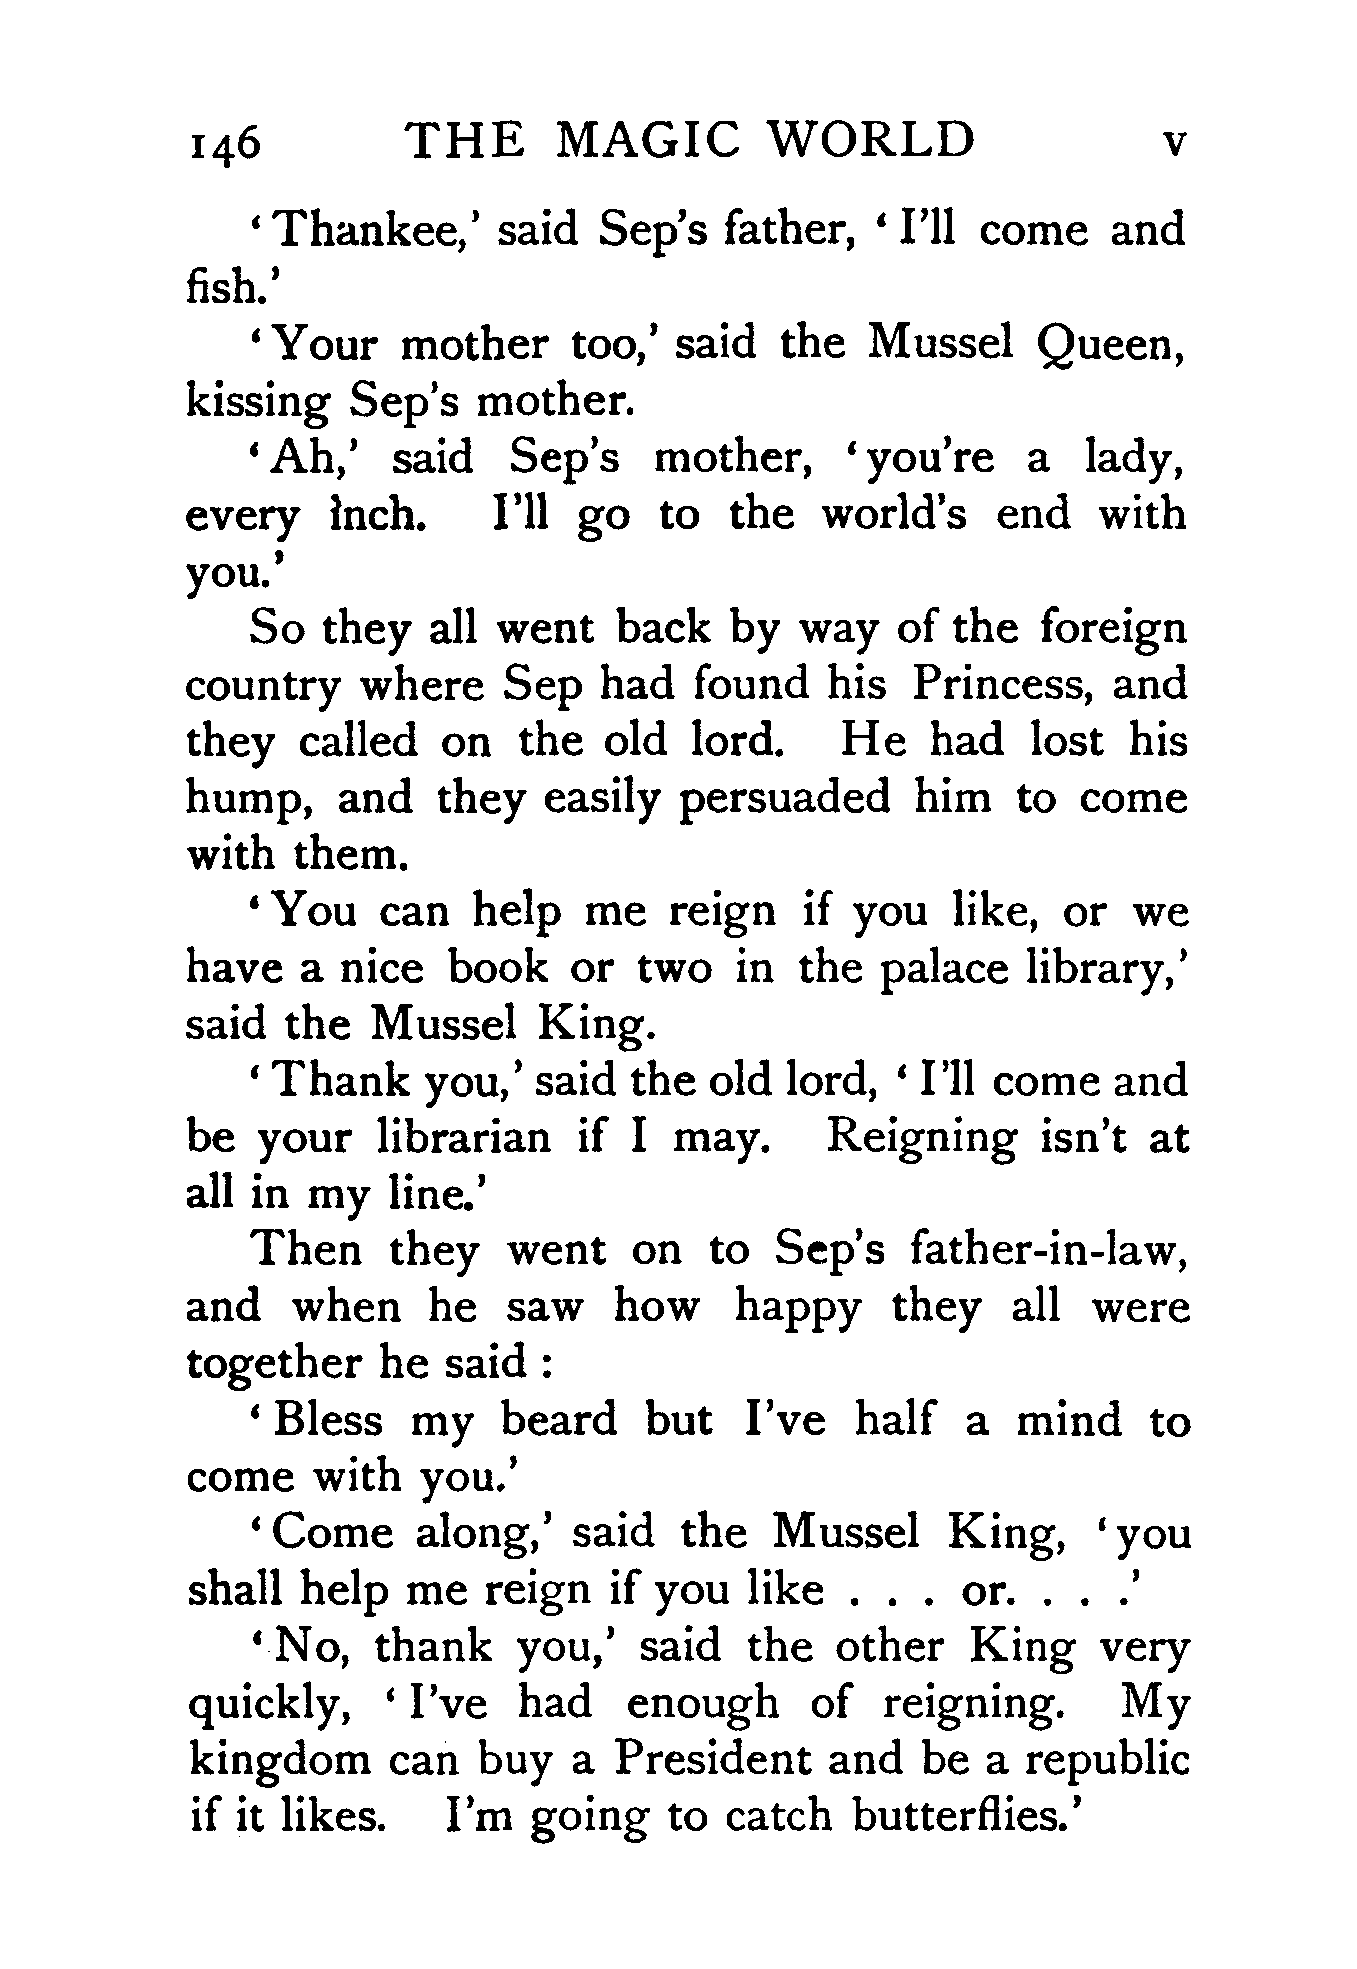 146 THE MAGIC WORLD v
‘Thankee,’ said Sep’s father, ‘I’ll come and
fish.’
‘Your mother too,’ said the Mussel Queen,
kissing Sep’s mother.
‘Ah,’ said Sep’s mother, ‘you’re a lady,
every inch. I’ll go to the world’s end with
you.’
So they all went back by way of the foreign
country where Sep had found his Princess, and
they called on the old lord. He had lost his
hump, and they easily persuaded him to come
with them.
‘You can help me reign if you like, or we
have a nice book or two in the palace library,’
said the Mussel King.
‘Thank you,’ said the old lord, ‘I’ll come and
be your librarian if I may. Reigning isn’t at
all in my line.’
Then they went on to Sep’s father-in-law,
and when he saw how happy they all were
together he said :
‘Bless my beard but I’ve half a mind to
come with you.’
‘Come along,’ said the Mussel King, ‘you
shall help me reign if you like . . . or. . . .’
‘No, thank you,’ said the other King very
quickly, ‘I’ve had enough of reigning. My
kingdom can buy a President and be a republic
if it likes. I’m going to catch butterflies.’